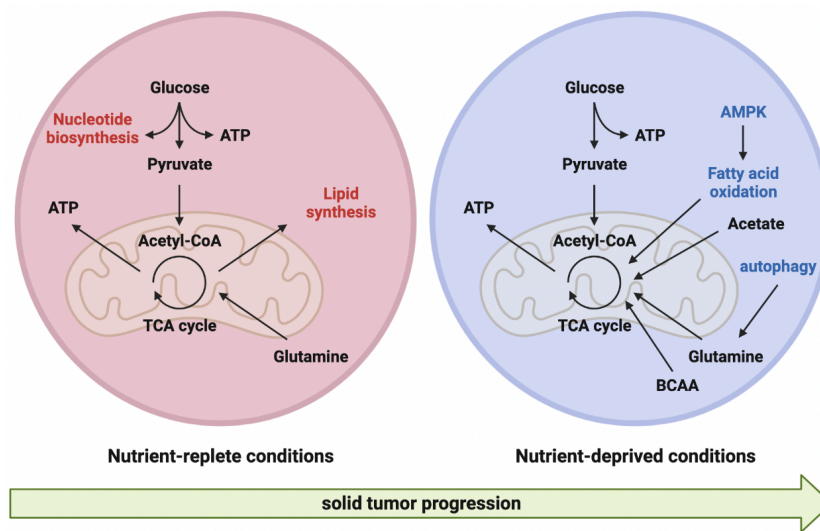 Glucose
Nucleotide
biosynthesis
ATP
Pyruvate
Lipid
synthesis
ATP
Acetyl-CoA
TCA cycle
Glutamine
Nutrient-replete conditions
Glucose
ATP
AMPK
Pyruvate
Fatty acid
oxidation
ATP
Acetate
Acetyl-CoA
autophagy
TCA cycle
Glutamine
BCAA
Nutrient-deprived conditions
solid tumor progression